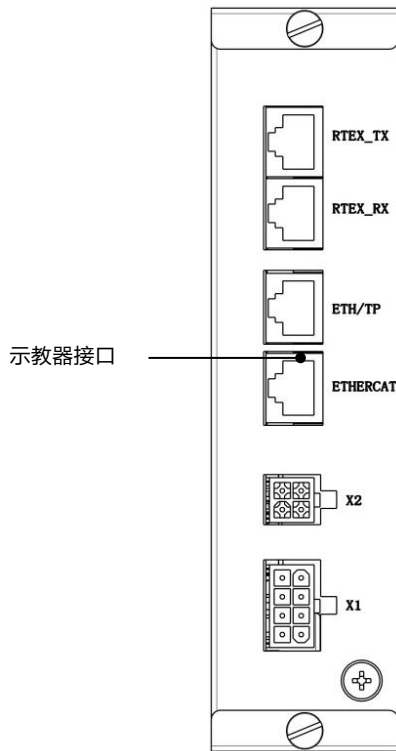 RTEX_TX
RTEX_RX
ETH/TP
示教器接口
ETHERCAT
X2
X1